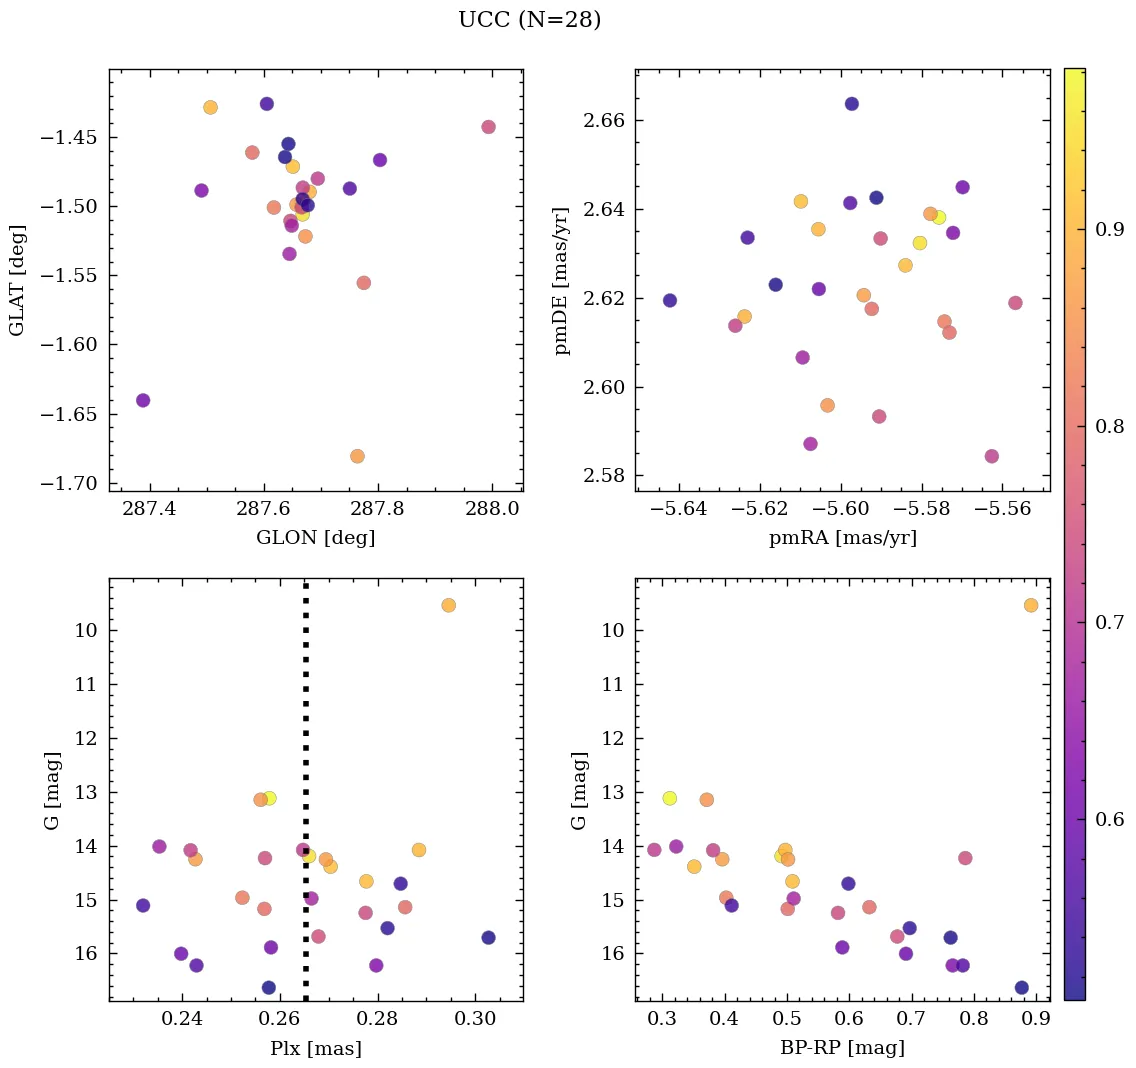 UCC (N=28)
GLAT [deg]
−1.45
−1.50
−1.55
−1.60
−1.65
−1.70
287.4 287.6 287.8 288.0
GLON [deg]
pmDE [mas/yr]
2.66
2.64
2.62
2.60
2.58
−5.64 −5.62 −5.60 −5.58 −5.56
pmRA [mas/yr]
G [mag]
10
11
12
13
14
15
16
0.24 0.26 0.28 0.30
Plx [mas]
G [mag]
10
11
12
13
14
15
16
0.3 0.4 0.5 0.6 0.7 0.8 0.9
BP-RP [mag]
0.9
0.8
0.7
0.6